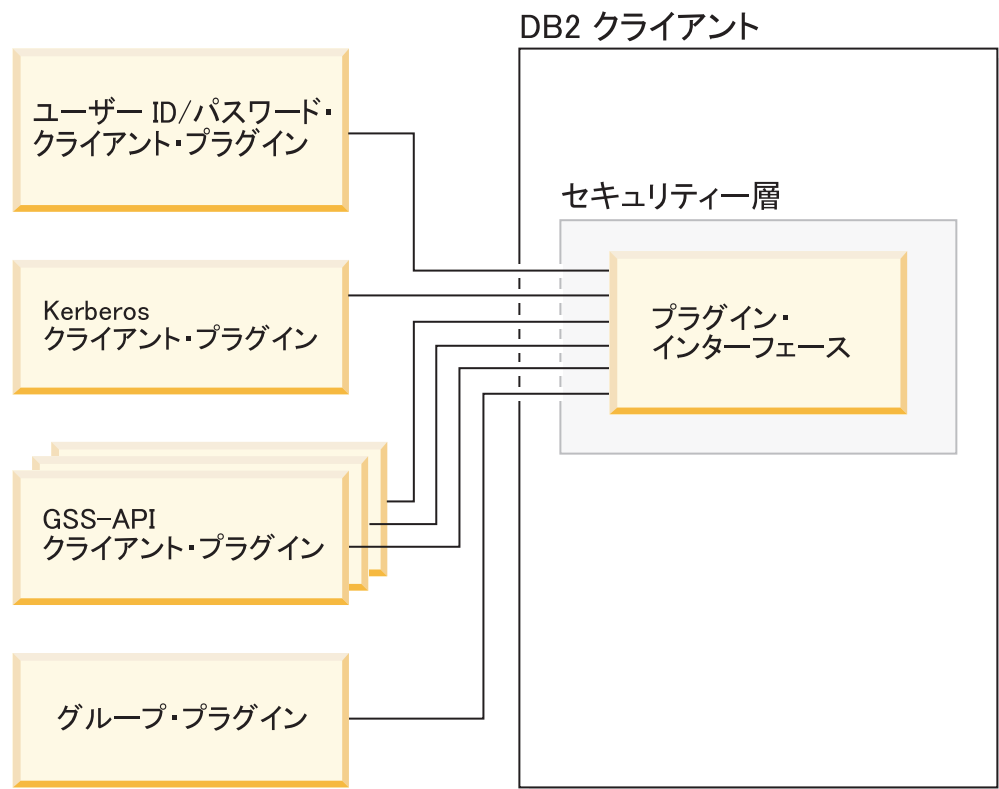 DB2 クライアント
ユーザー ID/パスワード・
クライアント・プラグイン
セキュリティー層
Kerberos
クライアント・プラグイン
プラグイン・
インターフェース
GSS-API
クライアント・プラグイン
グループ・プラグイン